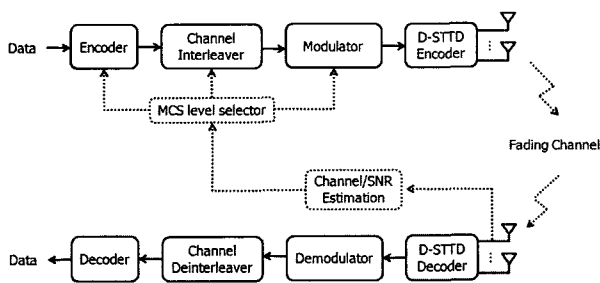 Data
Encoder
Channel
Interleaver
Modulator
D-STTD
Encoder
MCS level selector
Fading Channel
Channel/SNR
Estimation
Data
Decoder
Channel
Deinterleaver
Demodulator
D-STTD
Decoder